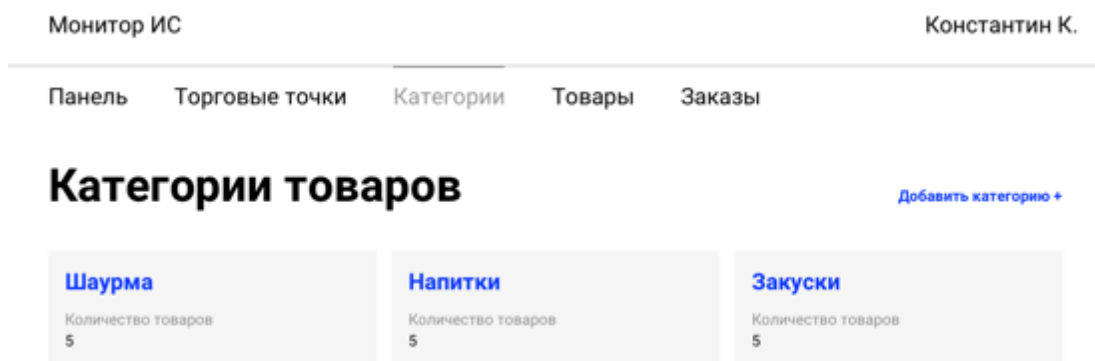 Монитор ИС Константин К.
Панель Торговые точки Категории Товары Заказы
Категории товаров Добавить категорию +
Шаурма Напитки Закуски
Количество товаров Количество товаров Количество товаров
5 5 5